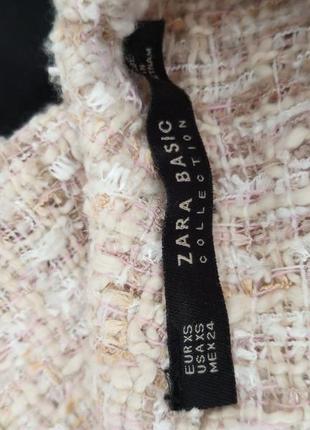 ZARA BASIC
COLLECTION
EUR XS
USA XS
MEX 24